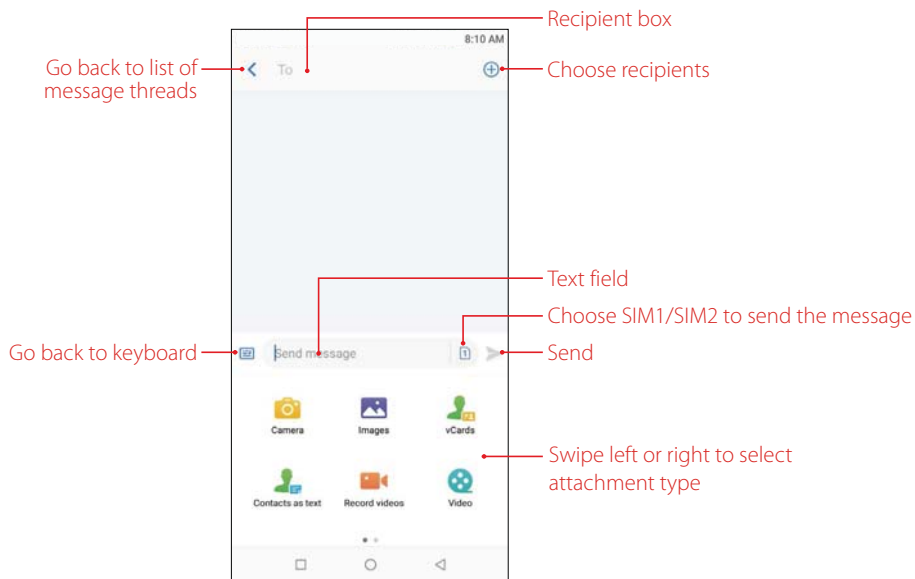 Recipient box
8:10 AM
Go back to list of
message threads
To
Choose recipients
Text field
Choose SIM1/SIM2 to send the message
Go back to keyboard
Send message
1
Send
Camera
Images
vCards
Swipe left or right to select
attachment type
Contacts as text
Record videos
Video